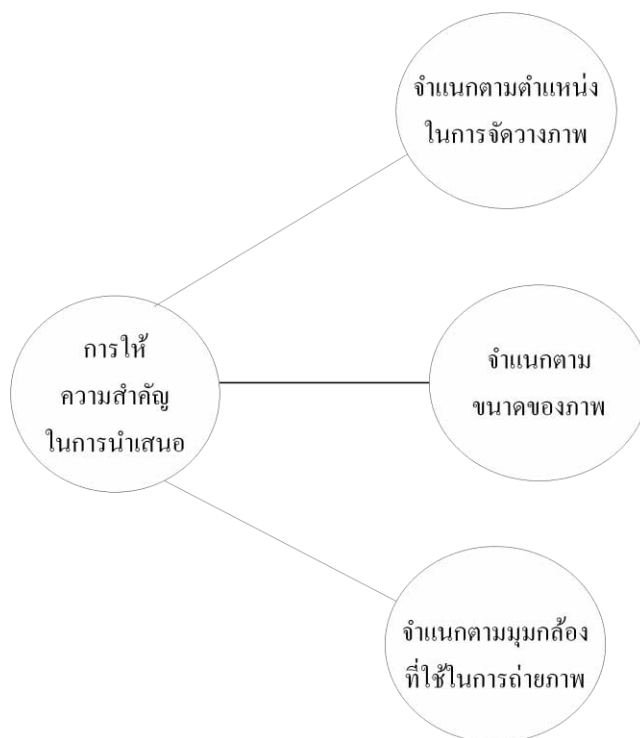 จำแนกตามตำแหน่ง
ในการจัดวางภาพ
การให้
ความสำคัญ
ในการนำเสนอ
จำแนกตาม
ขนาดของภาพ
จำแนกตามมุมกล้อง
ที่ใช้ในการถ่ายภาพ